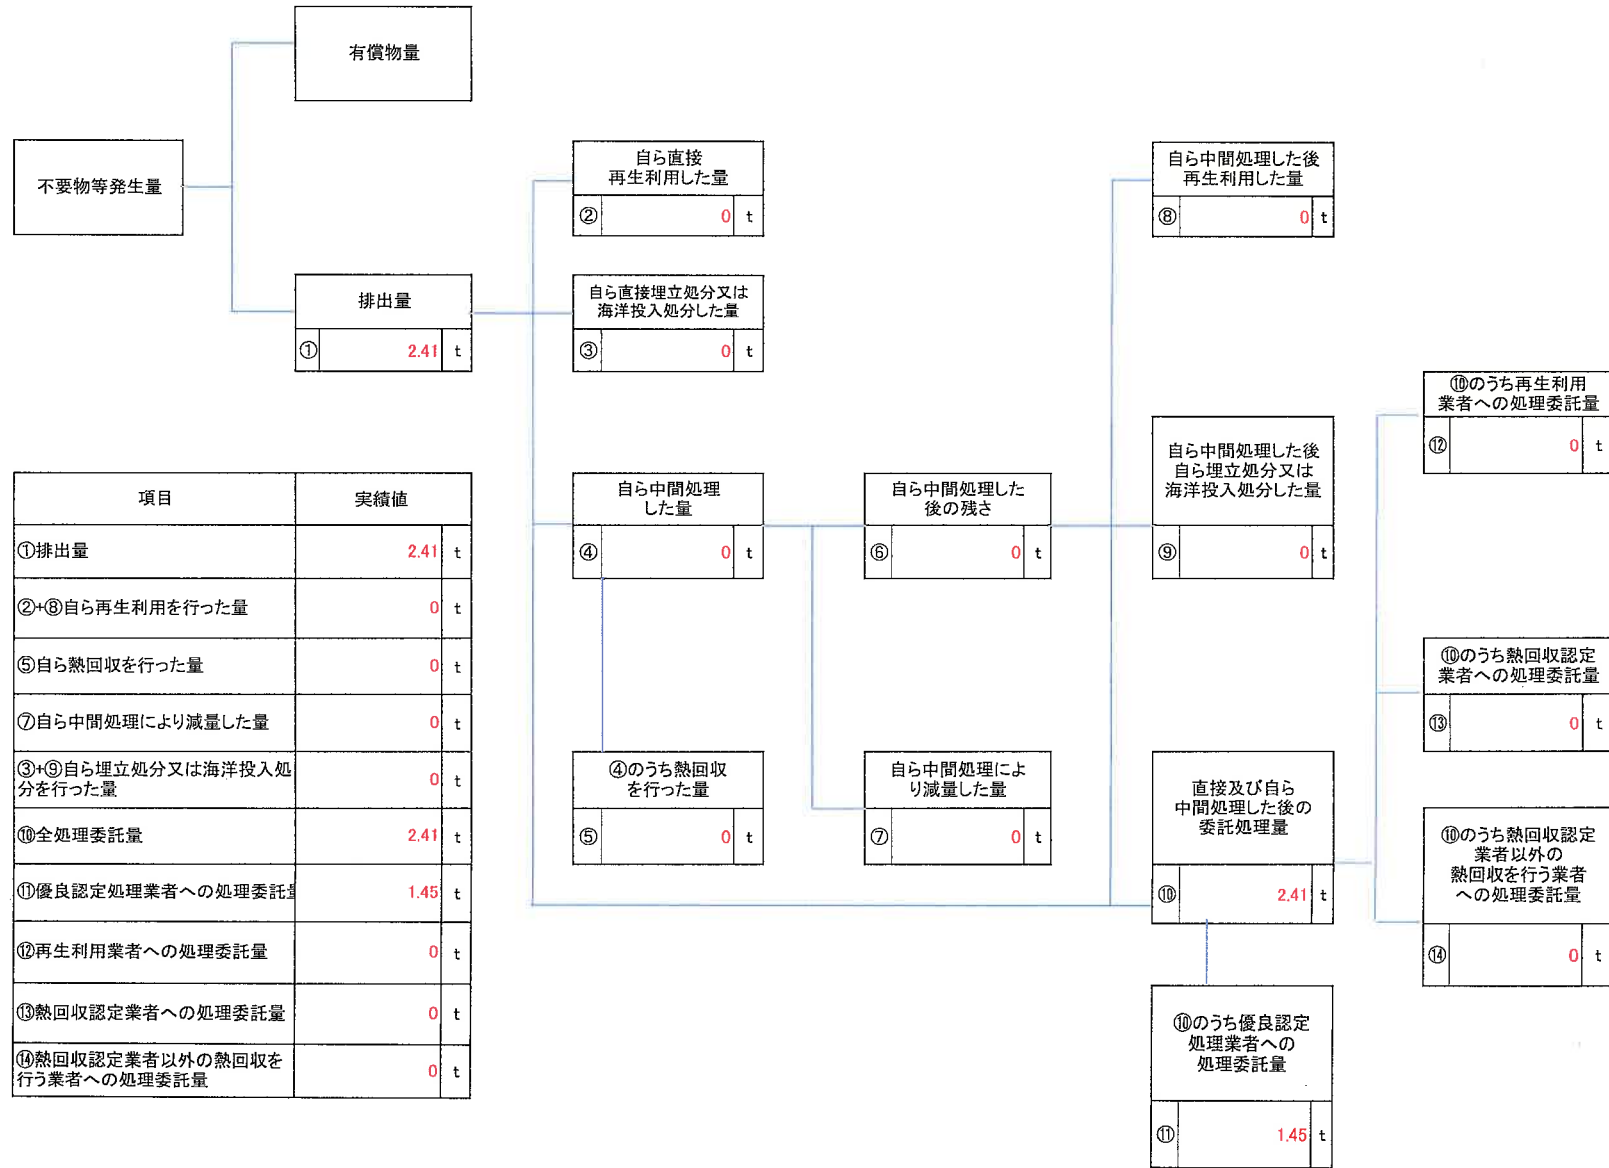 有償物量
不要物等発生量
排出量
① 2.41 t
自ら直接
再生利用した量
② 0 t
自ら直接埋立処分又は
海洋投入処分した量
③ 0 t
自ら中間処理
した量
④ 0 t
④のうち熱回収
を行った量
⑤ 0 t
自ら中間処理した
後の残さ
⑥ 0 t
自ら中間処理によ
り減量した量
⑦ 0 t
自ら中間処理した後
再生利用した量
⑧ 0 t
自ら中間処理した後
自ら埋立処分又は
海洋投入処分した量
⑨ 0 t
直接及び自ら
中間処理した後の
委託処理量
⑩ 2.41 t
⑩のうち優良認定
処理業者への
処理委託量
⑪ 1.45 t
⑩のうち再生利用
業者への処理委託量
⑫ 0 t
⑩のうち熱回収認定
業者への処理委託量
⑬ 0 t
⑩のうち熱回収認定
業者以外の
熱回収を行う業者
への処理委託量
⑭ 0 t
項目 実績値
①排出量 2.41 t
②+⑧自ら再生利用を行った量 0 t
⑤自ら熱回収を行った量 0 t
⑦自ら中間処理により減量した量 0 t
③+⑨自ら埋立処分又は海洋投入処
分を行った量 0 t
⑩全処理委託量 2.41 t
⑪優良認定処理業者への処理委託量 1.45 t
⑫再生利用業者への処理委託量 0 t
⑬熱回収認定業者への処理委託量 0 t
⑭熱回収認定業者以外の熱回収を
行う業者への処理委託量 0 t